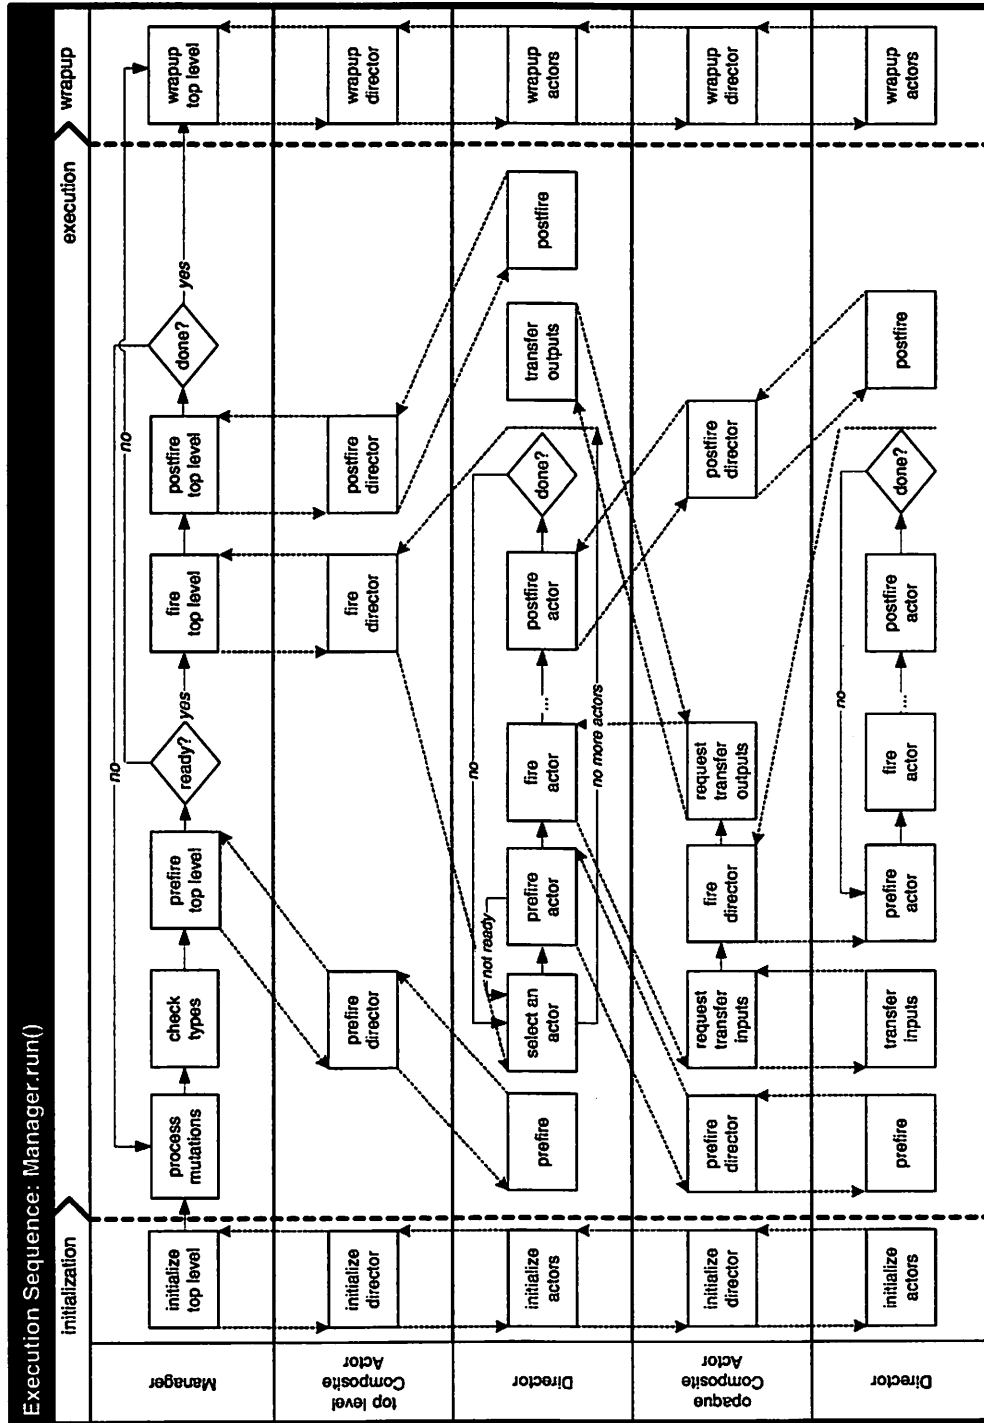 Execution Sequence: Manager.run()
initialization
execution
wrapup
Manager
initialize
top level
process
mutations
check
types
prefire
top level
ready?
yes
no
fire
top level
postfire
top level
done?
yes
no
wrapup
top level
top level
Composite
Actor
initialize
director
prefire
director
fire
director
postfire
director
wrapup
director
Director
initialize
actors
prefire
select an
actor
not ready
prefire
actor
fire
actor
...
postfire
actor
done?
no
no more actors
transfer
outputs
postfire
wrapup
actors
opaque
Composite
Actor
initialize
director
prefire
director
request
transfer
inputs
fire
director
request
transfer
outputs
postfire
director
wrapup
director
Director
initialize
actors
prefire
transfer
inputs
prefire
actor
fire
actor
...
postfire
actor
done?
no
postfire
wrapup
actors